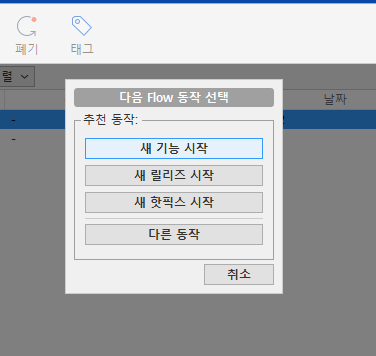 폐기
태그
렬
날짜
-
-
다음 Flow 동작 선택
추천 동작:
새 기능 시작
새 릴리즈 시작
새 핫픽스 시작
다른 동작
취소